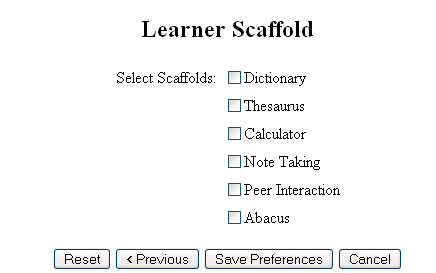 Learner Scaffold
Select Scaffolds: Dictionary
Thesaurus
Calculator
Note Taking
Peer Interaction
Abacus
Reset < Previous Save Preferences Cancel